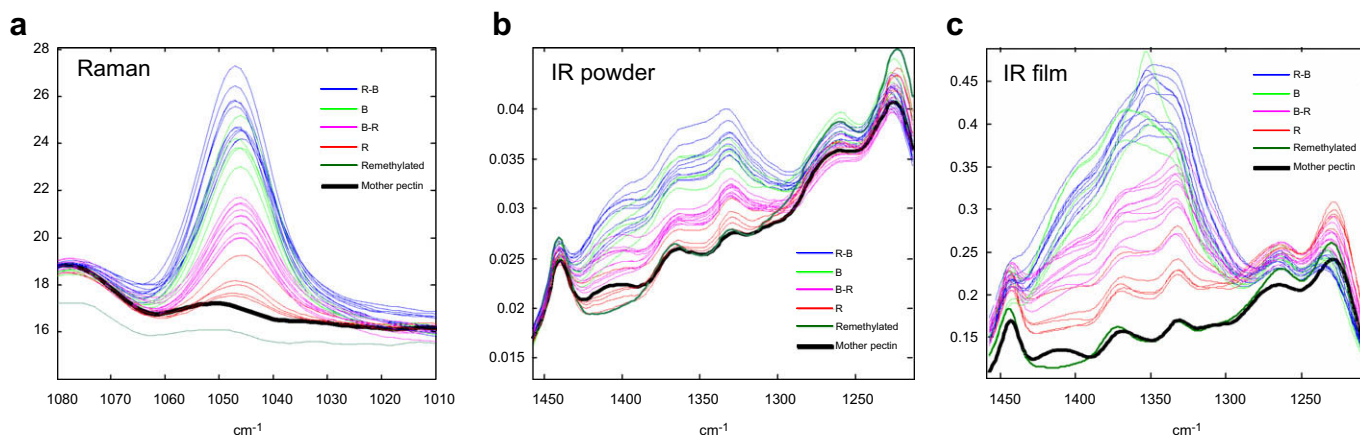 a
Raman
28
26
24
22
20
18
16
R-B
B
B-R
R
Remethylated
Mother pectin
1080 1070 1060 1050 1040 1030 1020 1010
cm-1
b
IR powder
0.04
0.035
0.03
0.025
0.02
0.015
R-B
B
B-R
R
Remethylated
Mother pectin
1450 1400 1350 1300 1250
cm-1
c
IR film
0.45
0.4
0.35
0.3
0.25
0.2
0.15
R-B
B
B-R
R
Remethylated
Mother pectin
1450 1400 1350 1300 1250
cm-1